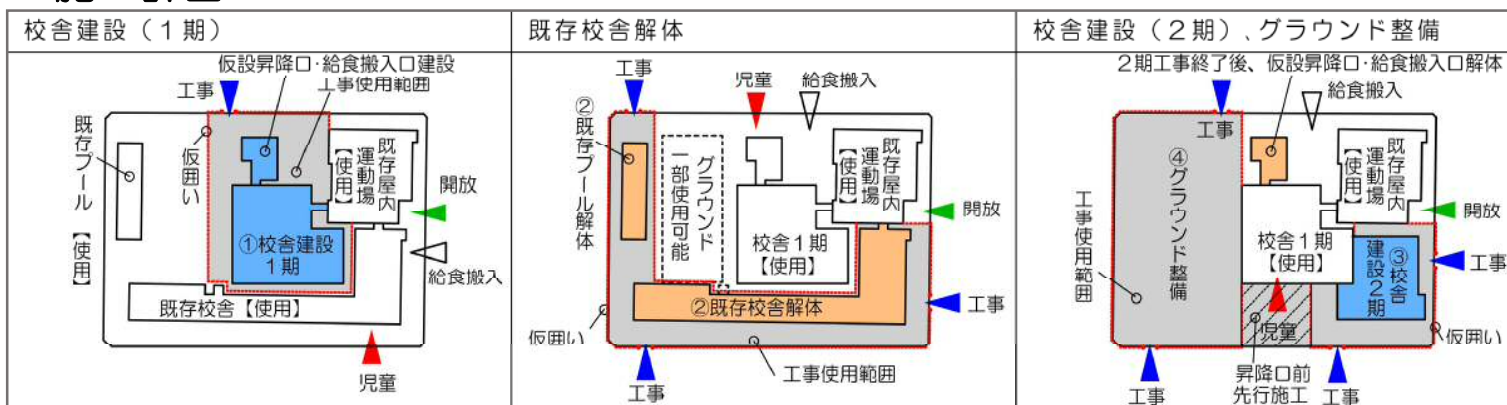 校舎建設（１期）
仮設昇降口・給食搬入口建設
工事使用範囲
工事
既存プール【使用】
仮囲い
既存屋内
運動場
【使用】
開放
①校舎建設
１期
給食搬入
既存校舎【使用】
児童
既存校舎解体
工事
児童
給食搬入
②既存プール解体
グラウンド
一部使用可能
既存屋内
運動場
【使用】
開放
校舎１期
【使用】
②既存校舎解体
工事
仮囲い
工事使用範囲
工事
校舎建設（２期）、グラウンド整備
２期工事終了後、仮設昇降口・給食搬入口解体
給食搬入
工事
④グラウンド整備
既存屋内
運動場
【使用】
開放
工事使用範囲
校舎１期
【使用】
③校舎
建設２期
工事
児童
仮囲い
工事
昇降口前
先行施工
工事